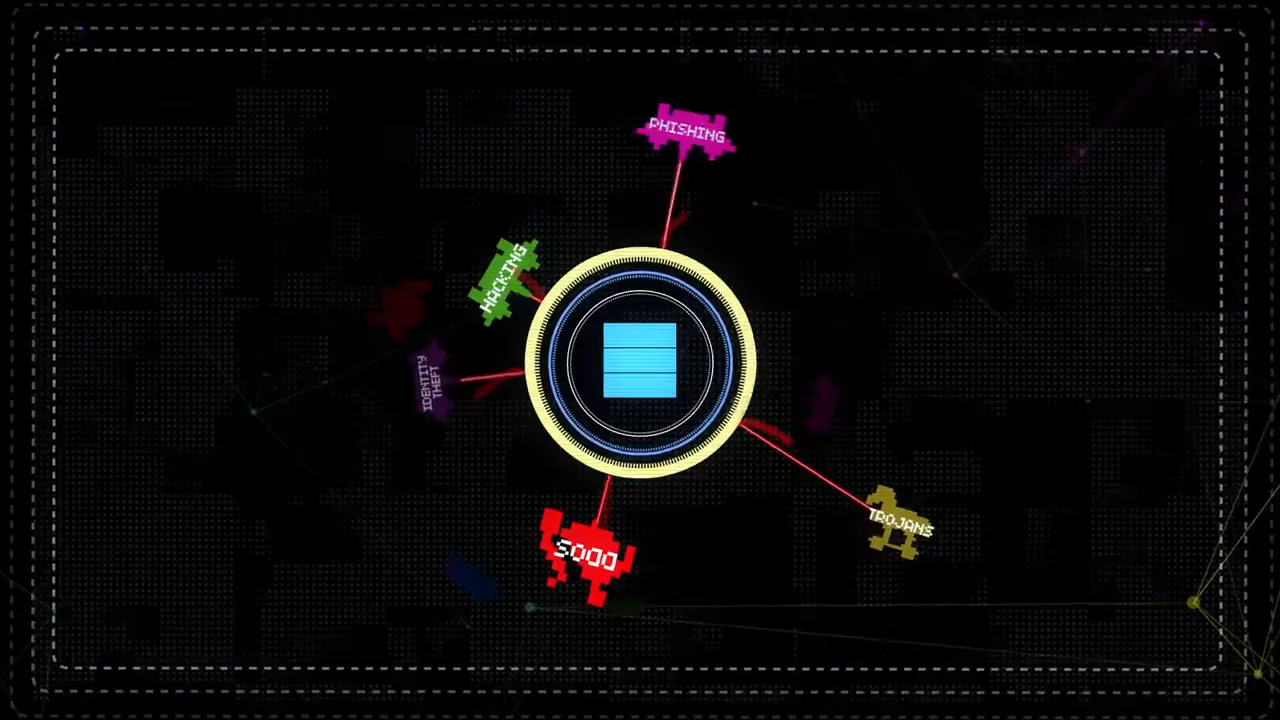 PHISHING
HACKING
IDENTITY
THEFT
TROJANS
DDOS